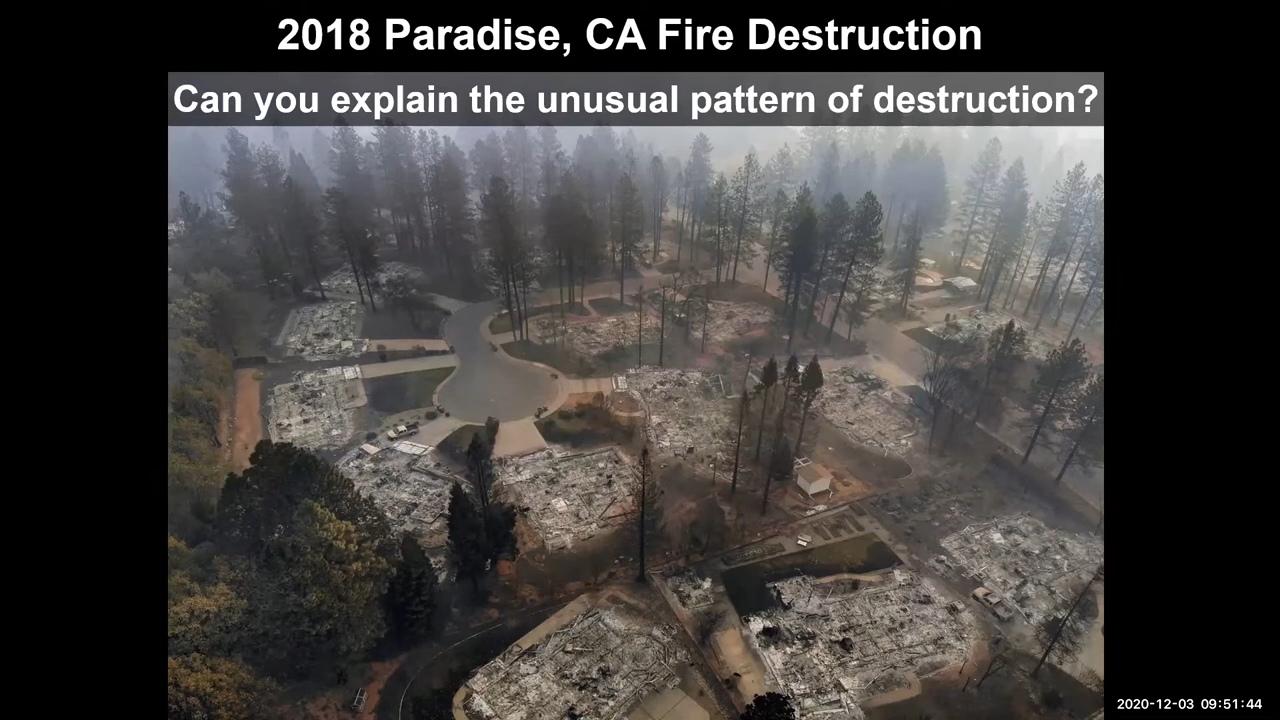 2018 Paradise, CA Fire Destruction
Can you explain the unusual pattern of destruction?
2020-12-03 09:51:44